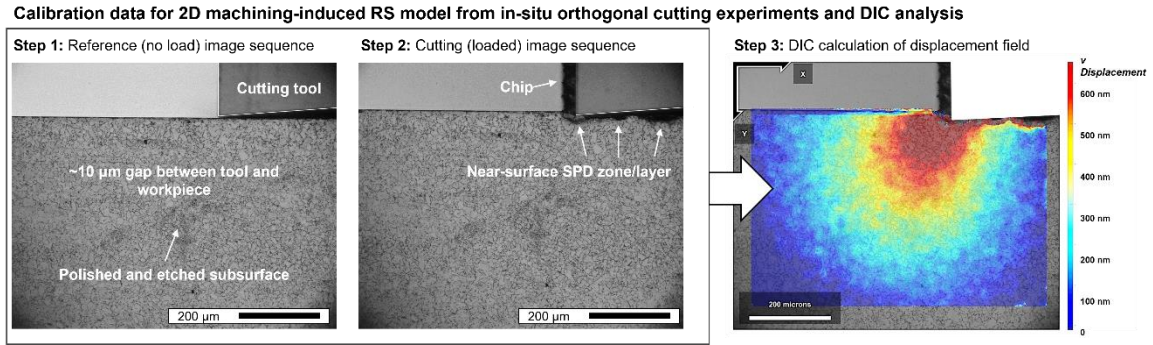 Calibration data for 2D machining-induced RS model from in-situ orthogonal cutting experiments and DIC analysis
Step 1: Reference (no load) image sequence
Cutting tool
~10 µm gap between tool and
workpiece
Polished and etched subsurface
200 µm
Step 2: Cutting (loaded) image sequence
Chip
Near-surface SPD zone/layer
200 µm
Step 3: DIC calculation of displacement field
X
Y
200 microns
v
Displacement
600 nm
500 nm
400 nm
300 nm
200 nm
100 nm
0